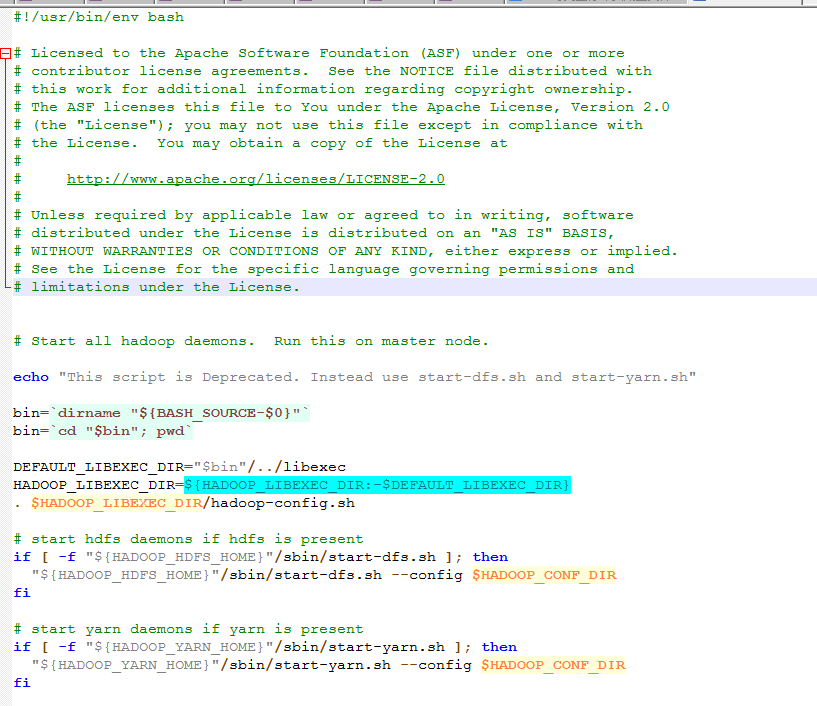 #!/usr/bin/env bash
# Licensed to the Apache Software Foundation (ASF) under one or more
# contributor license agreements.  See the NOTICE file distributed with
# this work for additional information regarding copyright ownership.
# The ASF licenses this file to You under the Apache License, Version 2.0
# (the "License"); you may not use this file except in compliance with
# the License.  You may obtain a copy of the License at
#
#     http://www.apache.org/licenses/LICENSE-2.0
#
# Unless required by applicable law or agreed to in writing, software
# distributed under the License is distributed on an "AS IS" BASIS,
# WITHOUT WARRANTIES OR CONDITIONS OF ANY KIND, either express or implied.
# See the License for the specific language governing permissions and
# limitations under the License.
# Start all hadoop daemons.  Run this on master node.
echo "This script is Deprecated. Instead use start-dfs.sh and start-yarn.sh"
bin=`dirname "${BASH_SOURCE-$0}"`
bin=`cd "$bin"; pwd`
DEFAULT_LIBEXEC_DIR="$bin"/../libexec
HADOOP_LIBEXEC_DIR=${HADOOP_LIBEXEC_DIR:-$DEFAULT_LIBEXEC_DIR}
. $HADOOP_LIBEXEC_DIR/hadoop-config.sh
# start hdfs daemons if hdfs is present
if [ -f "${HADOOP_HDFS_HOME}"/sbin/start-dfs.sh ]; then
  "${HADOOP_HDFS_HOME}"/sbin/start-dfs.sh --config $HADOOP_CONF_DIR
fi
# start yarn daemons if yarn is present
if [ -f "${HADOOP_YARN_HOME}"/sbin/start-yarn.sh ]; then
  "${HADOOP_YARN_HOME}"/sbin/start-yarn.sh --config $HADOOP_CONF_DIR
fi